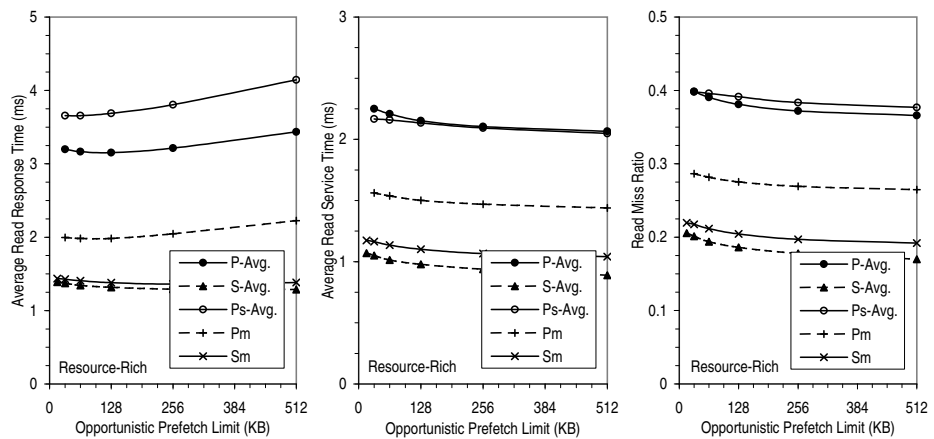 Average Read Response Time (ms)
5
4
3
2
1
0
P-Avg.
S-Avg.
Ps-Avg.
Pm
Sm
Resource-Rich
0 128 256 384 512
Opportunistic Prefetch Limit (KB)
Average Read Service Time (ms)
3
2
1
0
P-Avg.
S-Avg.
Ps-Avg.
Pm
Sm
Resource-Rich
0 128 256 384 512
Opportunistic Prefetch Limit (KB)
Read Miss Ratio
0.5
0.4
0.3
0.2
0.1
0
P-Avg.
S-Avg.
Ps-Avg.
Pm
Sm
Resource-Rich
0 128 256 384 512
Opportunistic Prefetch Limit (KB)